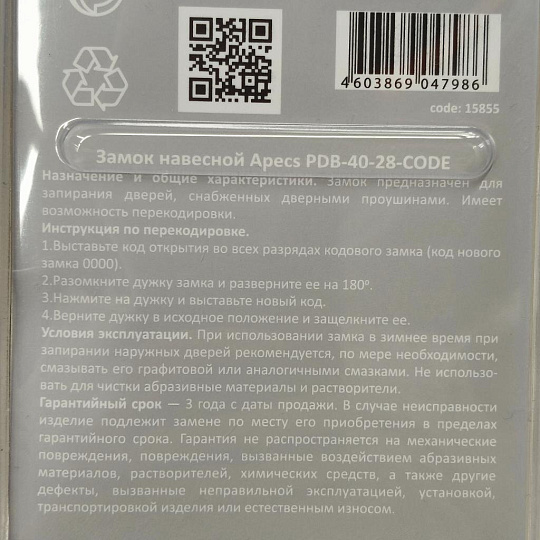 4603869 047986
code: 15855
Замок навесной Apecs PDB-40-28-CODE
Назначение и общие характеристики. Замок предназначен для
запирания дверей, снабженных дверными проушинами. Имеет
возможность перекодировки.
Инструкция по перекодировке.
1.Выставьте код открытия во всех разрядах кодового замка (код нового
замка 0000).
2.Разомкните дужку замка и разверните ее на 180°.
3.Нажмите на дужку и выставьте новый код.
4.Верните дужку в исходное положение и защелкните ее.
Условия эксплуатации. При использовании замка в зимнее время при
запирании наружных дверей рекомендуется, по мере необходимости,
смазывать его графитовой или аналогичными смазками. Не использо-
вать для чистки абразивные материалы и растворители.
Гарантийный срок — 3 года с даты продажи. В случае неисправности
изделие подлежит замене по месту его приобретения в пределах
гарантийного срока. Гарантия не распространяется на механические
повреждения, повреждения, вызванные воздействием абразивных
материалов, растворителей, химических средств, а также другие
дефекты, вызванные неправильной эксплуатацией, установкой,
транспортировкой изделия или естественным износом.